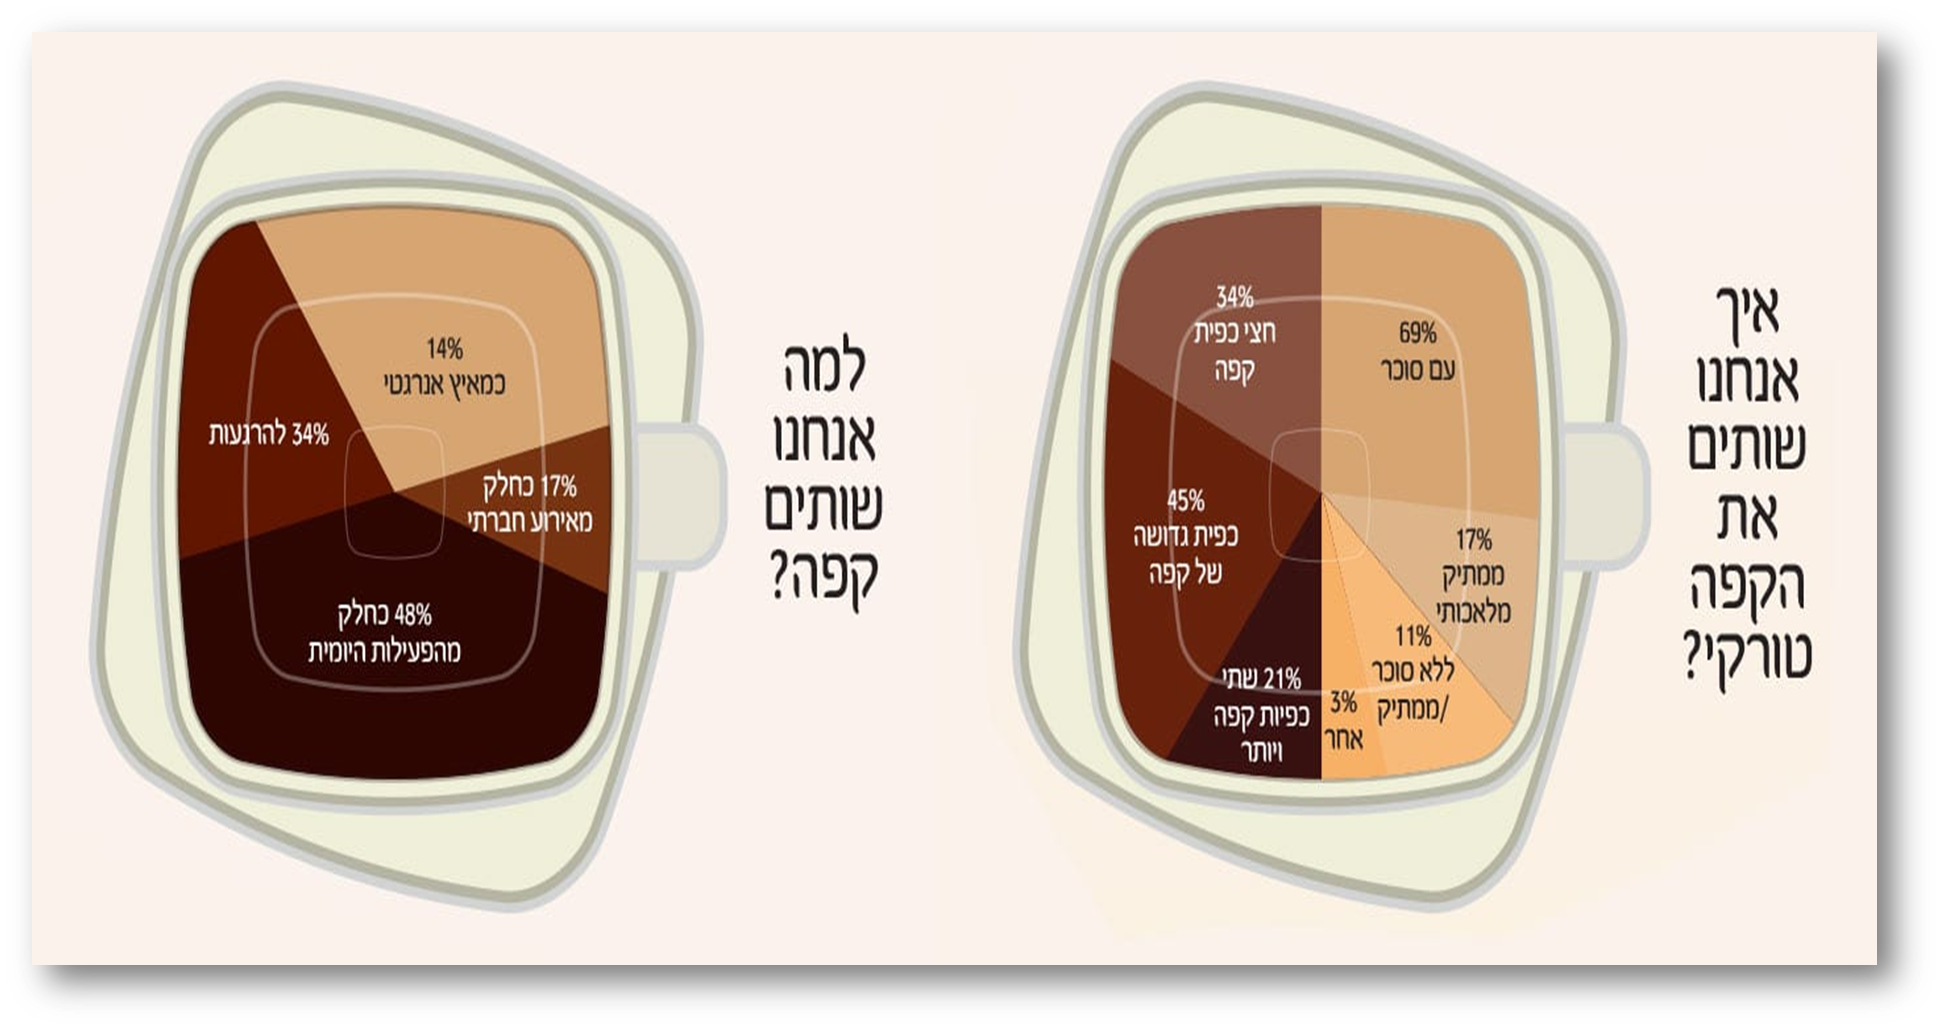 איך
אנחנו
שותים
את
הקפה
טורקי?
69%
עם סוכר
17%
ממתיק
מלאכותי
11%
ללא סוכר
/ממתיק
3%
אחר
34%
חצי כפית
קפה
45%
כפית גדושה
של קפה
21% שתי
כפיות קפה
ויותר
למה
אנחנו
שותים
קפה?
14%
כמאיץ אנרגטי
17% כחלק
מאירוע חברתי
34% להרגעות
48% כחלק
מהפעילות היומית